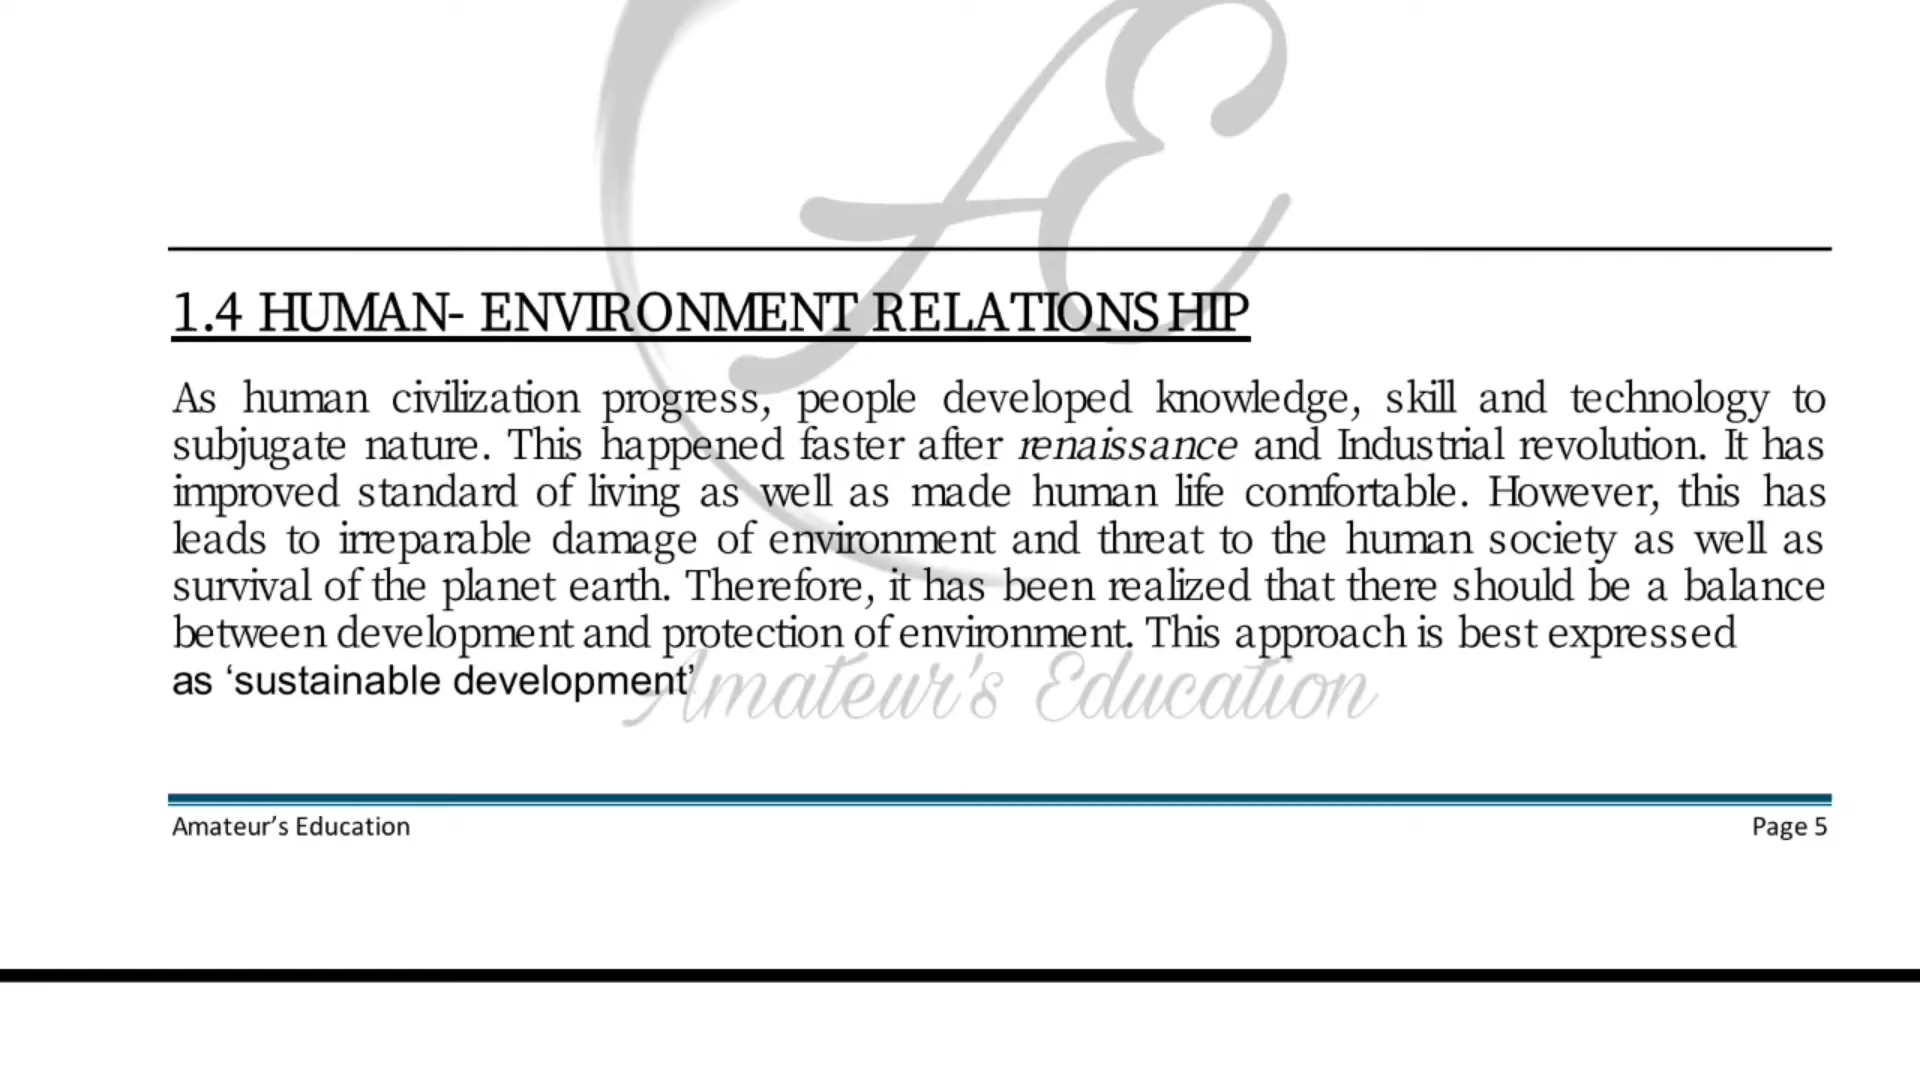 Æ
1.4 HUMAN- ENVIRONMENT RELATIONSHIP
As human civilization progress, people developed knowledge, skill and technology to
subjugate nature. This happened faster after renaissance and Industrial revolution. It has
improved standard of living as well as made human life comfortable. However, this has
leads to irreparable damage of environment and threat to the human society as well as
survival of the planet earth. Therefore, it has been realized that there should be a balance
between development and protection of environment. This approach is best expressed
as ‘sustainable development’
Amateur's Education
Amateur’s Education
Page 5